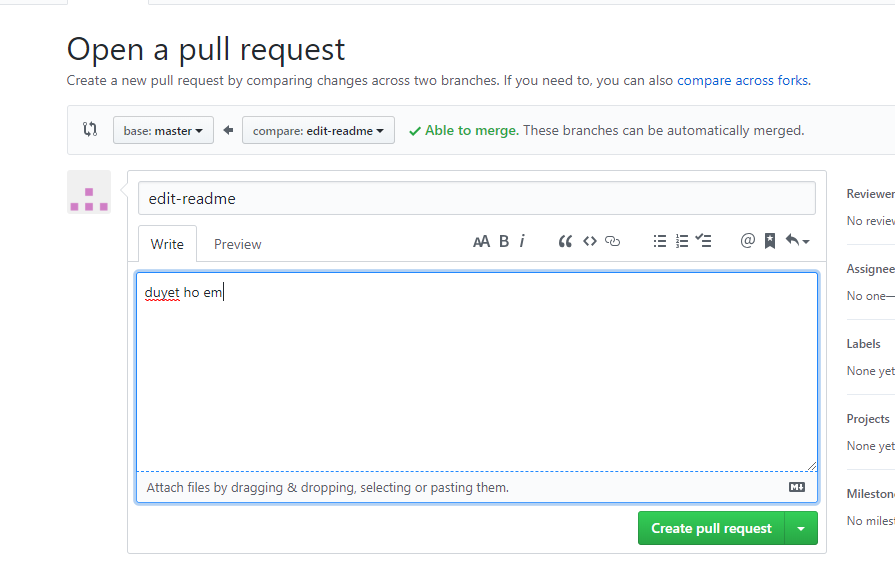 Open a pull request
Create a new pull request by comparing changes across two branches. If you need to, you can also compare across forks.
base: master compare: edit-readme Able to merge. These branches can be automatically merged.
edit-readme
Write Preview AA B i
duyet ho em
Attach files by dragging & dropping, selecting or pasting them.
Create pull request
Reviewer
No review
Assignee
No one—
Labels
None yet
Projects
None yet
Mileston
No miles